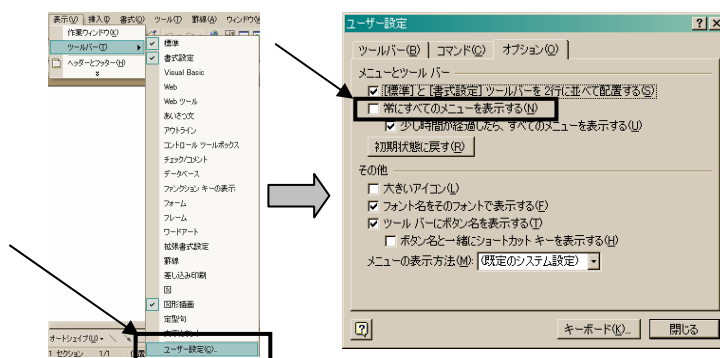 表示(V) 挿入(I) 書式(O) ツール(T) 罫線(A) ウィンドウ(W)
作業ウィンドウ(K)
ツールバー(T)
ヘッダーとフッター(H)
標準
書式設定
Visual Basic
Web
Web ツール
あいさつ文
アウトライン
コントロール ツールボックス
チェック/コメント
データベース
ファンクション キーの表示
フォーム
フレーム
ワードアート
拡張書式設定
罫線
差し込み印刷
図
図形描画
定型句
ユーザー設定(C)...
オートシェイプ(U)
1 セクション 1/1
ユーザー設定
ツールバー(B) コマンド(C) オプション(O)
メニューとツール バー
[標準] と [書式設定] ツールバーを 2行に並べて配置する(S)
常にすべてのメニューを表示する(N)
少し時間が経過したら、すべてのメニューを表示する(U)
初期状態に戻す(R)
その他
大きいアイコン(L)
フォント名をそのフォントで表示する(F)
ツール バーにボタン名を表示する(T)
ボタン名と一緒にショートカット キーを表示する(H)
メニューの表示方法(M): (既定のシステム設定)
キーボード(K)... 閉じる